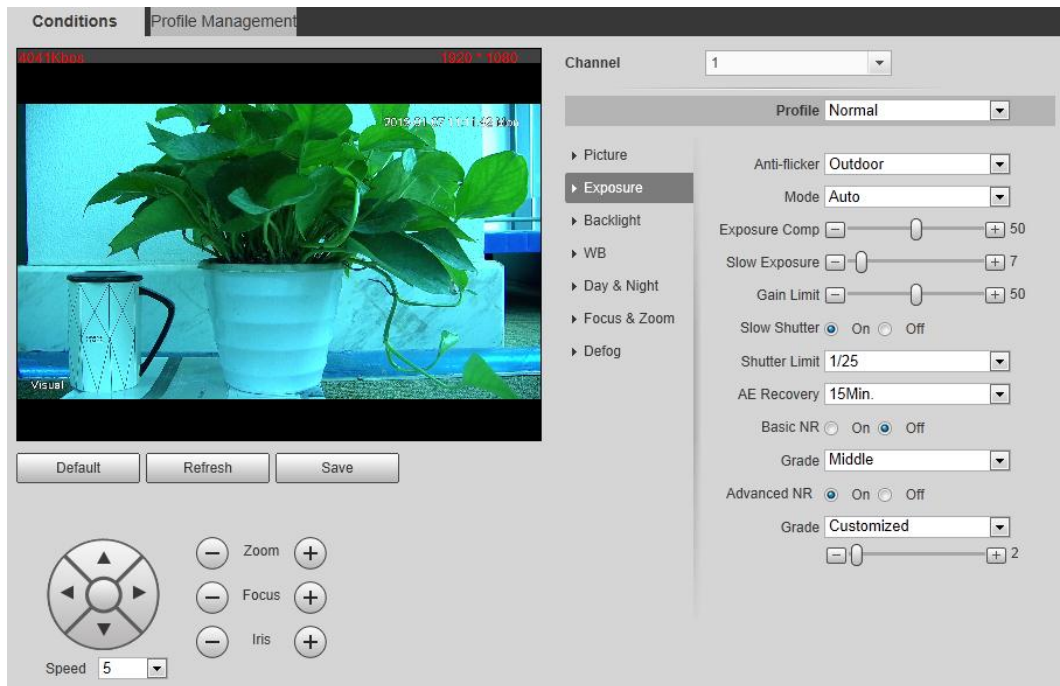 Conditions
Profile Management
4041Kbps
1920 * 1080
Visual
Default
Refresh
Save
Zoom
Focus
Iris
Speed 5
Channel 1
Profile Normal
Picture
Exposure
Backlight
WB
Day & Night
Focus & Zoom
Defog
Anti-flicker Outdoor
Mode Auto
Exposure Comp 50
Slow Exposure 7
Gain Limit 50
Slow Shutter On Off
Shutter Limit 1/25
AE Recovery 15Min.
Basic NR On Off
Grade Middle
Advanced NR On Off
Grade Customized
2